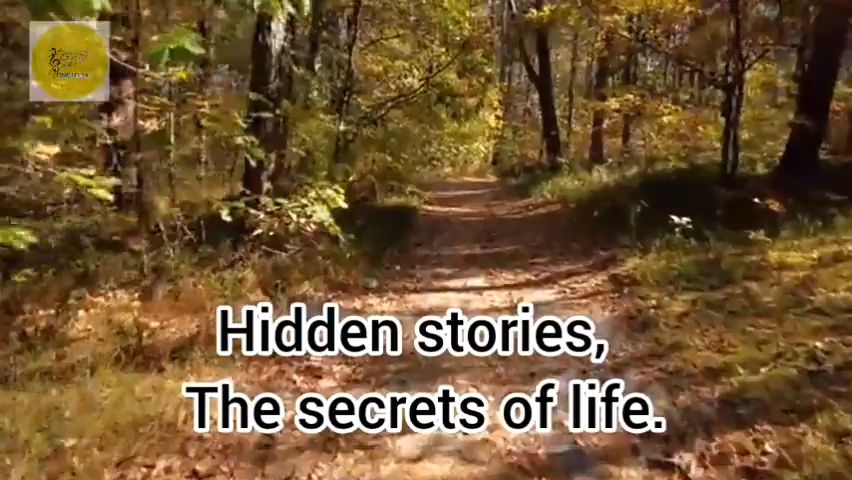 Hidden stories,
The secrets of life.